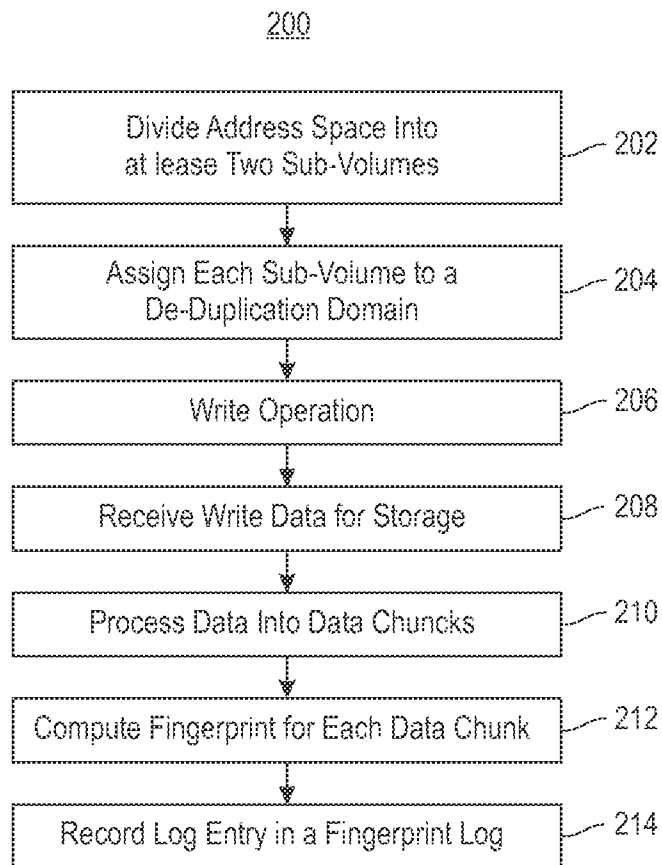 200
Divide Address Space Into
at lease Two Sub-Volumes
202
Assign Each Sub-Volume to a
De-Duplication Domain
204
Write Operation
206
Receive Write Data for Storage
208
Process Data Into Data Chuncks
210
Compute Fingerprint for Each Data Chunk
212
Record Log Entry in a Fingerprint Log
214